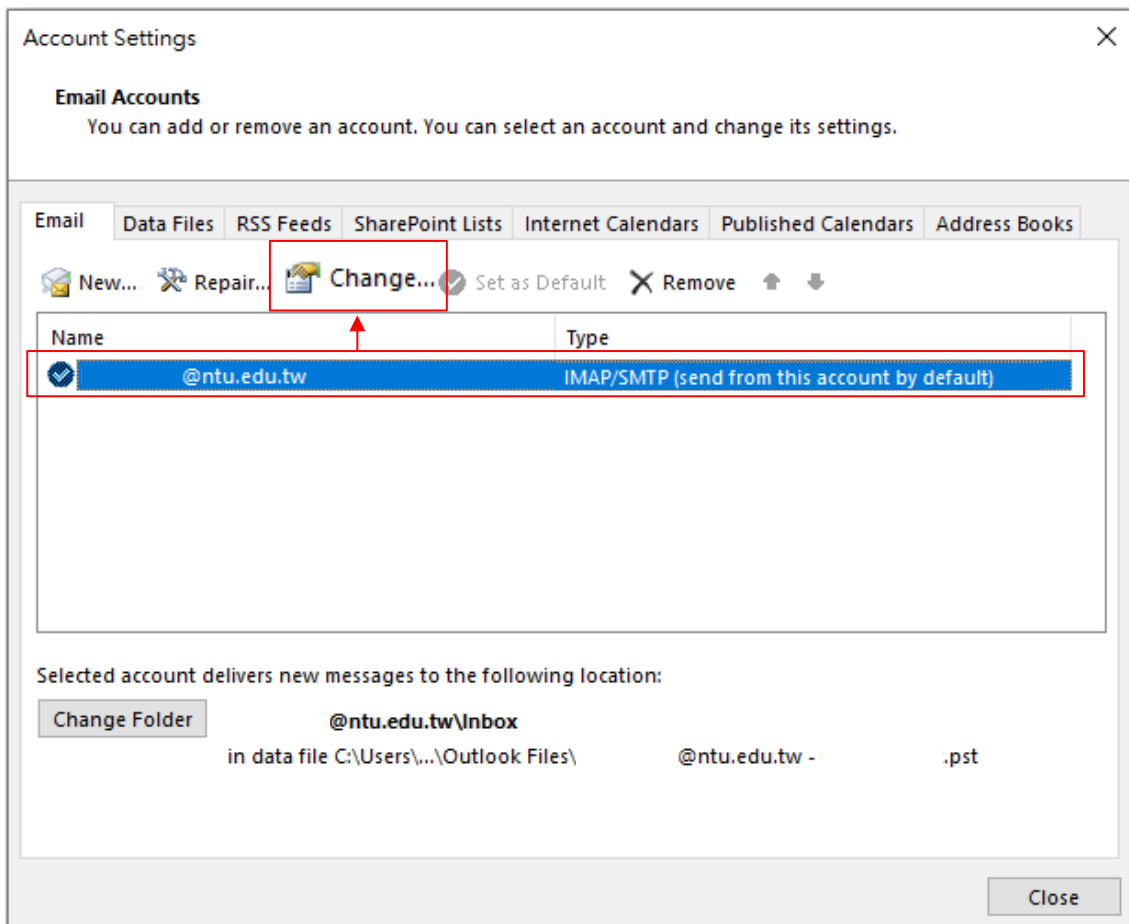 Account Settings
Email Accounts
You can add or remove an account. You can select an account and change its settings.
Email Data Files RSS Feeds SharePoint Lists Internet Calendars Published Calendars Address Books
New... Repair... Change... Set as Default Remove
Name Type
@ntu.edu.tw IMAP/SMTP (send from this account by default)
Selected account delivers new messages to the following location:
Change Folder @ntu.edu.tw\Inbox
in data file C:\Users\...\Outlook Files\ @ntu.edu.tw - .pst
Close